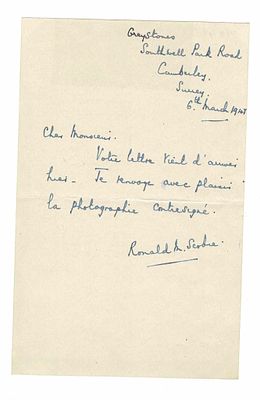 Greystones
Southwell Park Road
Camberley.
Surrey.
6th March 1947
Cher Monsieur.
Votre lettre vient d'arriver
hier - Je renvoye avec plaisir
la photographie contresigné.
Ronald M. Scobie.